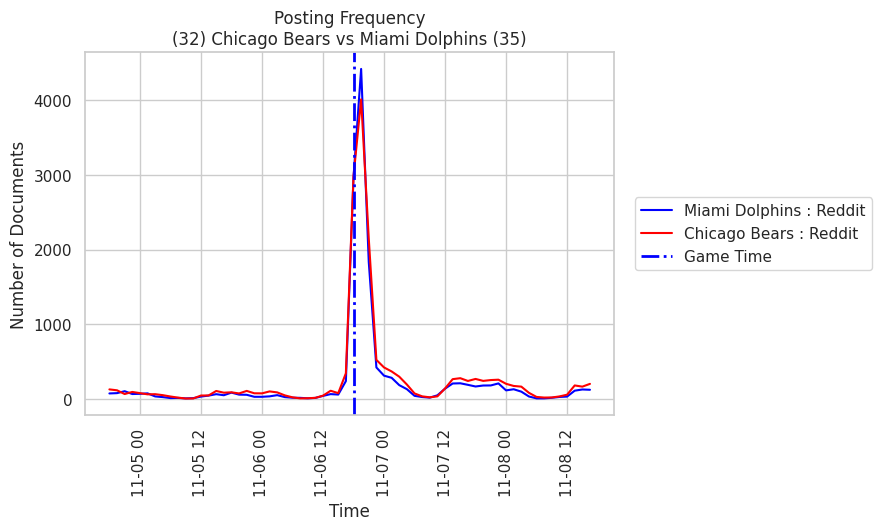 Posting Frequency
(32) Chicago Bears vs Miami Dolphins (35)
Number of Documents
4000
3000
2000
1000
0
11-05 00
11-05 12
11-06 00
11-06 12
11-07 00
11-07 12
11-08 00
11-08 12
Time
Miami Dolphins : Reddit
Chicago Bears : Reddit
Game Time